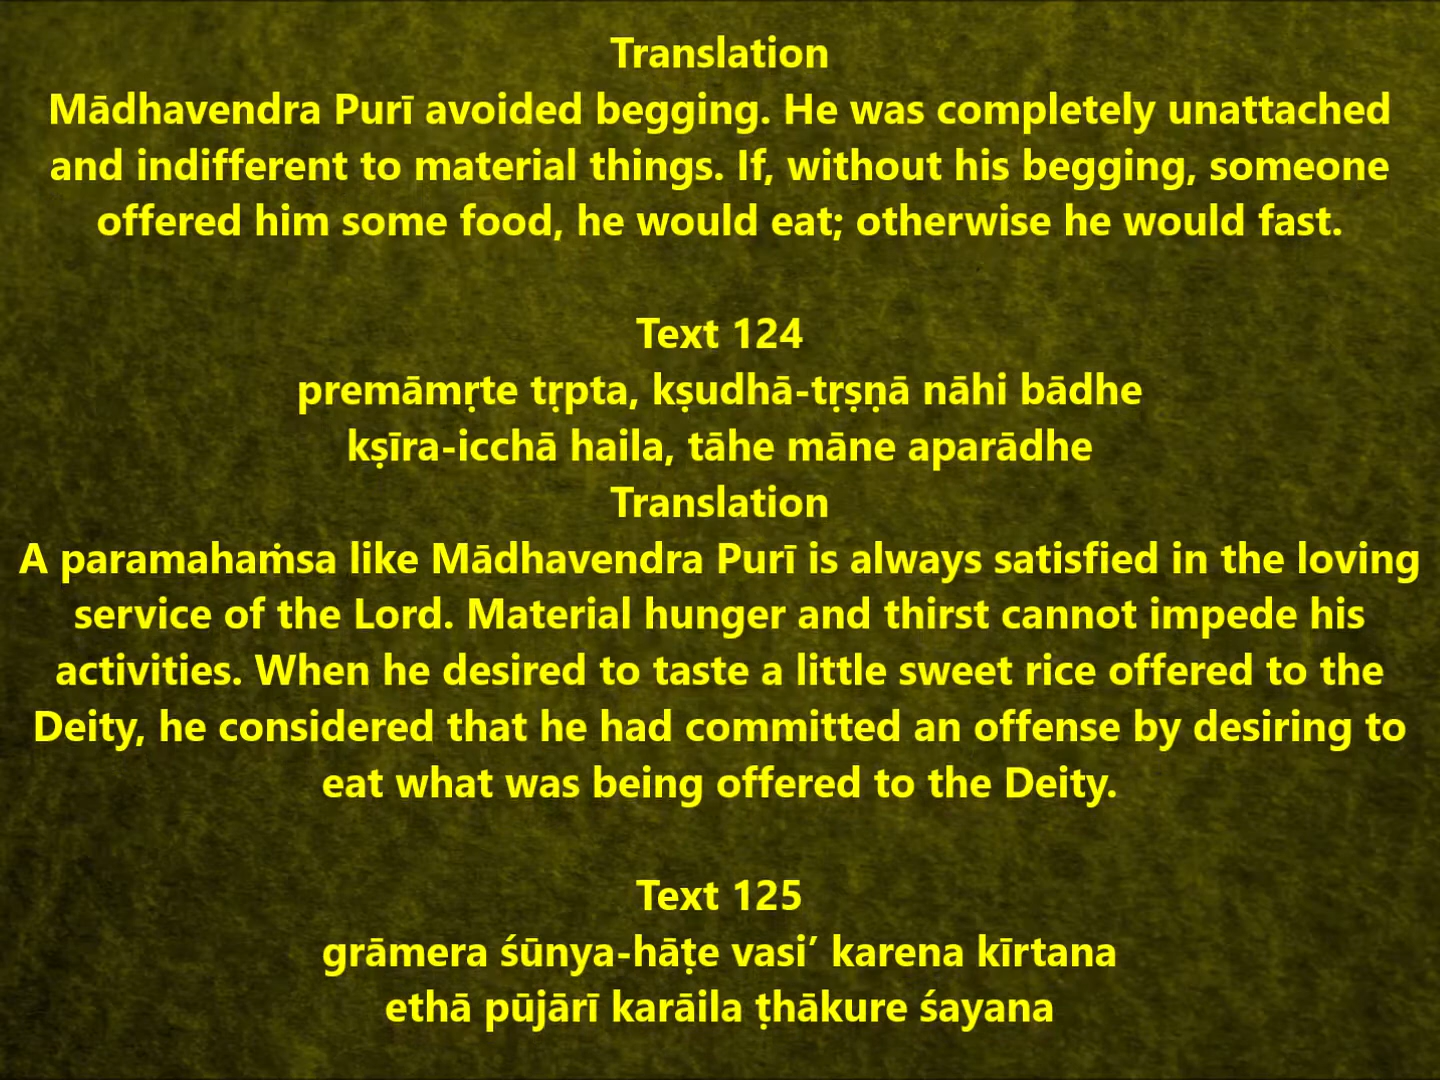 Translation
Mādhavendra Purī avoided begging. He was completely unattached
and indifferent to material things. If, without his begging, someone
offered him some food, he would eat; otherwise he would fast.
Text 124
premāmṛte tṛpta, kṣudhā-tṛṣṇā nāhi bādhe
kṣīra-icchā haila, tāhe māne aparādhe
Translation
A paramahaṁsa like Mādhavendra Purī is always satisfied in the loving
service of the Lord. Material hunger and thirst cannot impede his
activities. When he desired to taste a little sweet rice offered to the
Deity, he considered that he had committed an offense by desiring to
eat what was being offered to the Deity.
Text 125
grāmera śūnya-hāṭe vasi’ karena kīrtana
ethā pūjārī karāila ṭhākure śayana